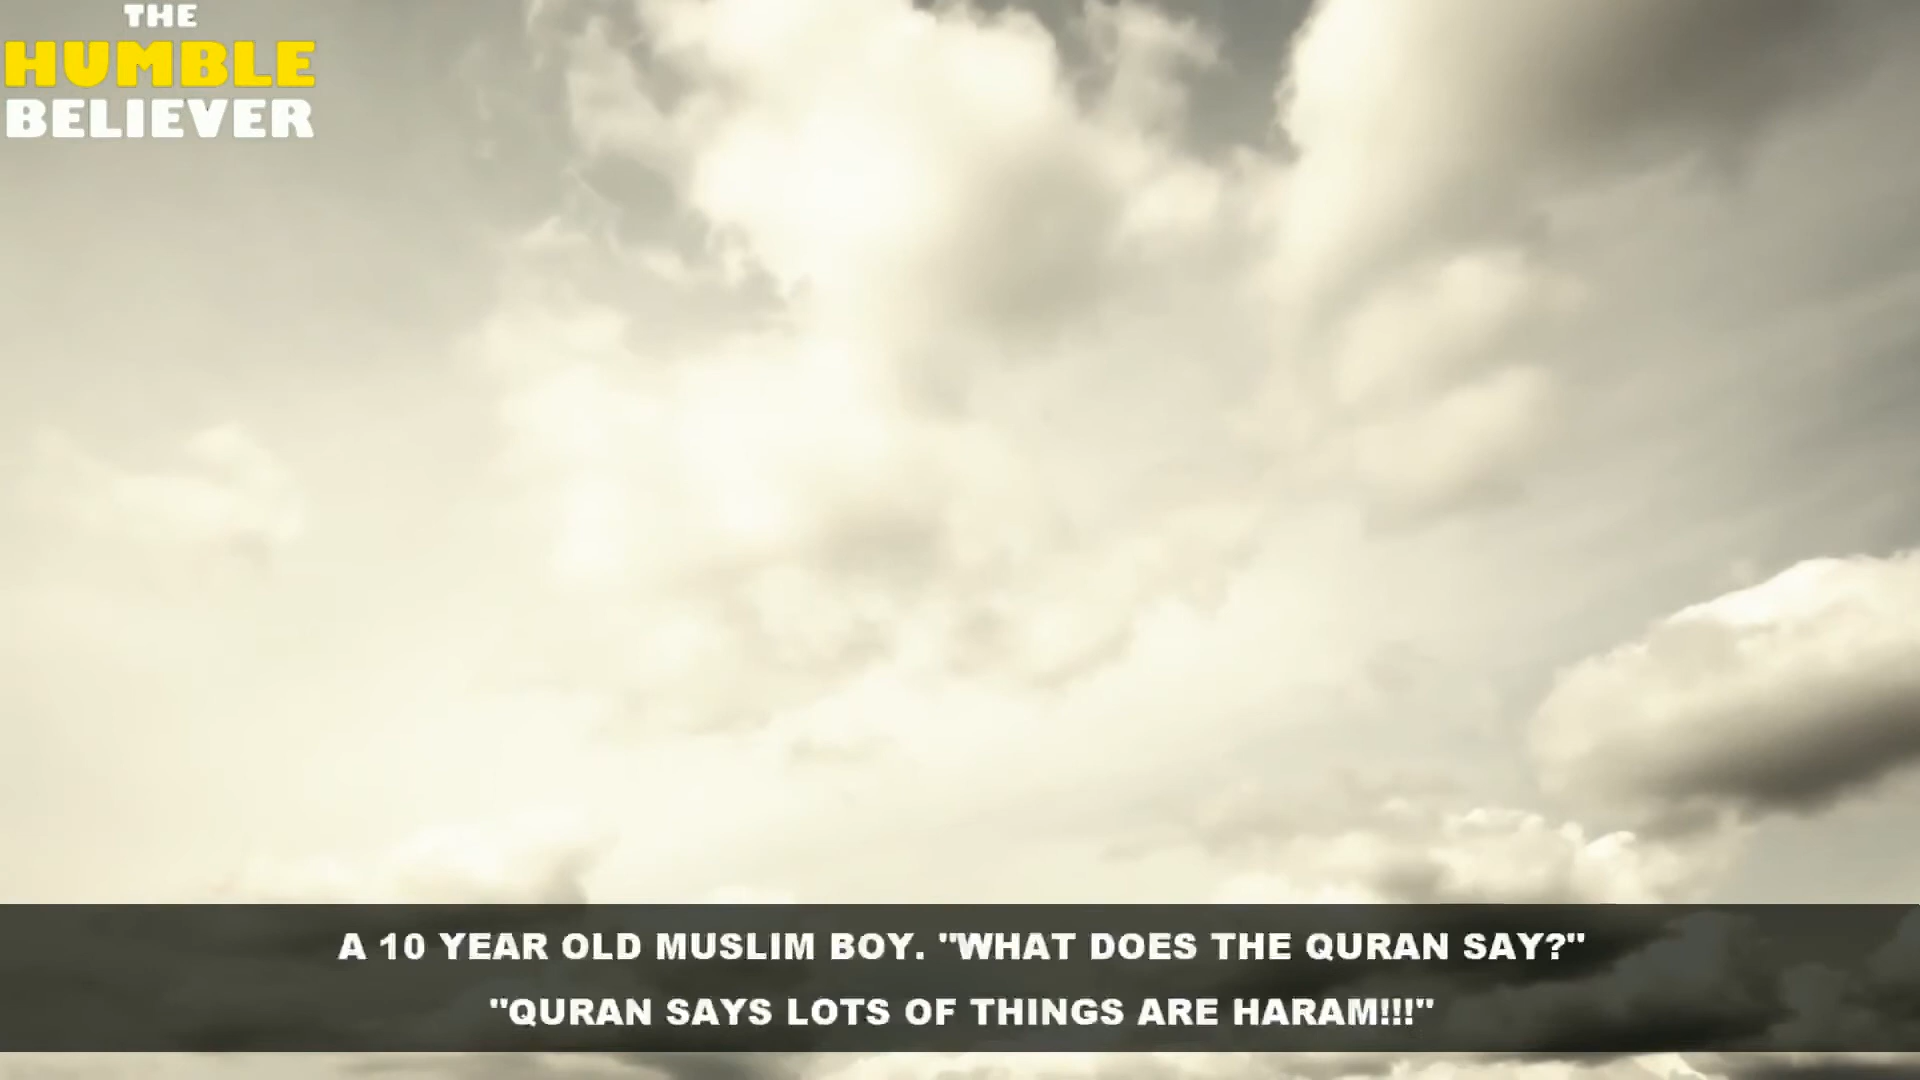 THE
HUMBLE
BELIEVER
A 10 YEAR OLD MUSLIM BOY. "WHAT DOES THE QURAN SAY?"
"QURAN SAYS LOTS OF THINGS ARE HARAM!!!"